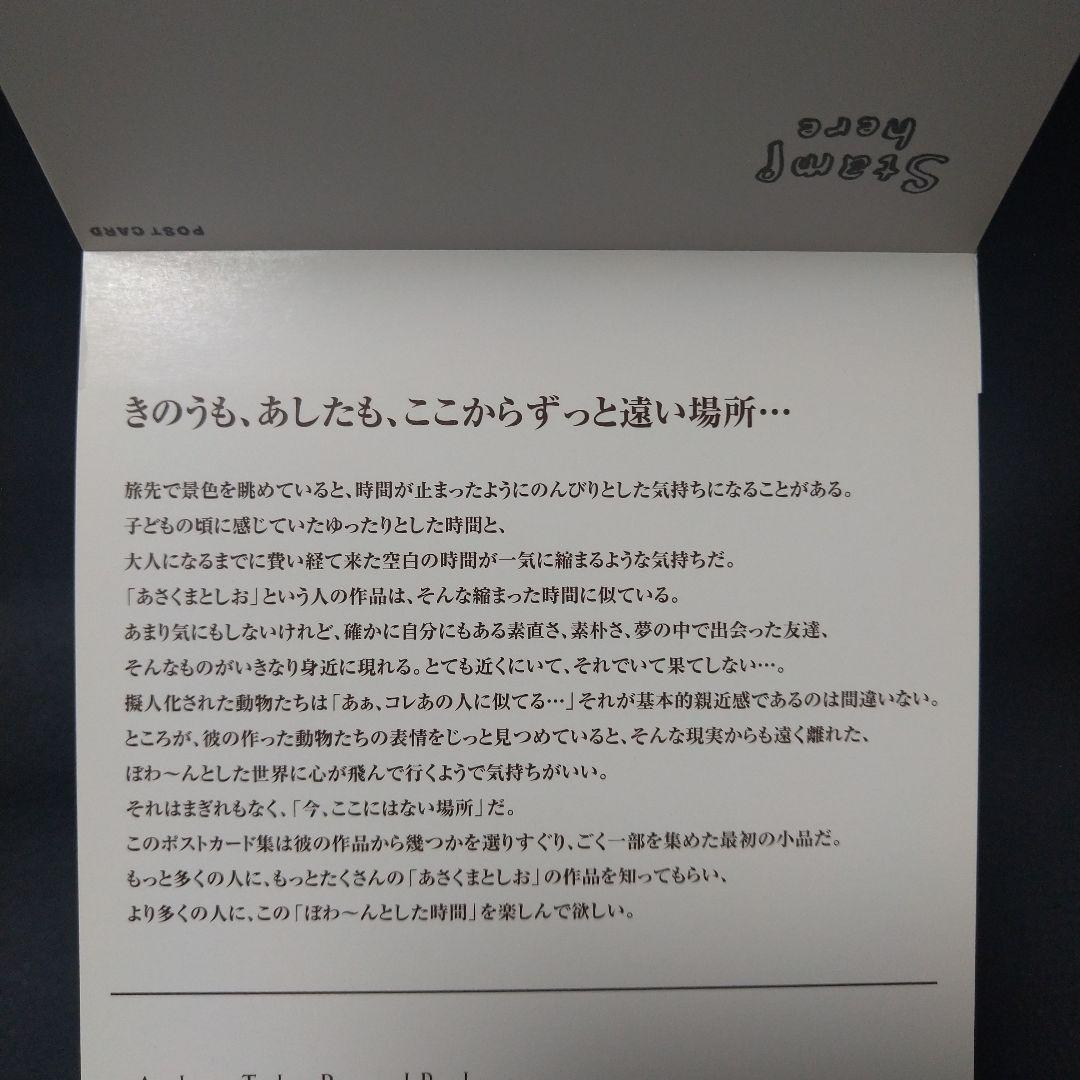 Stamp
here
POST CARD
きのうも、あしたも、ここからずっと遠い場所…
旅先で景色を眺めていると、時間が止まったようにのんびりとした気持ちになることがある。
子どもの頃に感じていたゆったりとした時間と、
大人になるまでに費い経て来た空白の時間が一気に縮まるような気持ちだ。
「あさくまとしお」という人の作品は、そんな縮まった時間に似ている。
あまり気にもしないけれど、確かに自分にもある素直さ、素朴さ、夢の中で出会った友達、
そんなものがいきなり身近に現れる。とても近くにいて、それでいて果てしない…。
擬人化された動物たちは「あぁ、コレあの人に似てる…」それが基本的親近感であるのは間違いない。
ところが、彼の作った動物たちの表情をじっと見つめていると、そんな現実からも遠く離れた、
ぽわ〜んとした世界に心が飛んで行くようで気持ちがいい。
それはまぎれもなく、「今、ここにはない場所」だ。
このポストカード集は彼の作品から幾つかを選りすぐり、ごく一部を集めた最初の小品だ。
もっと多くの人に、もっとたくさんの「あさくまとしお」の作品を知ってもらい、
より多くの人に、この「ぽわ〜んとした時間」を楽しんで欲しい。